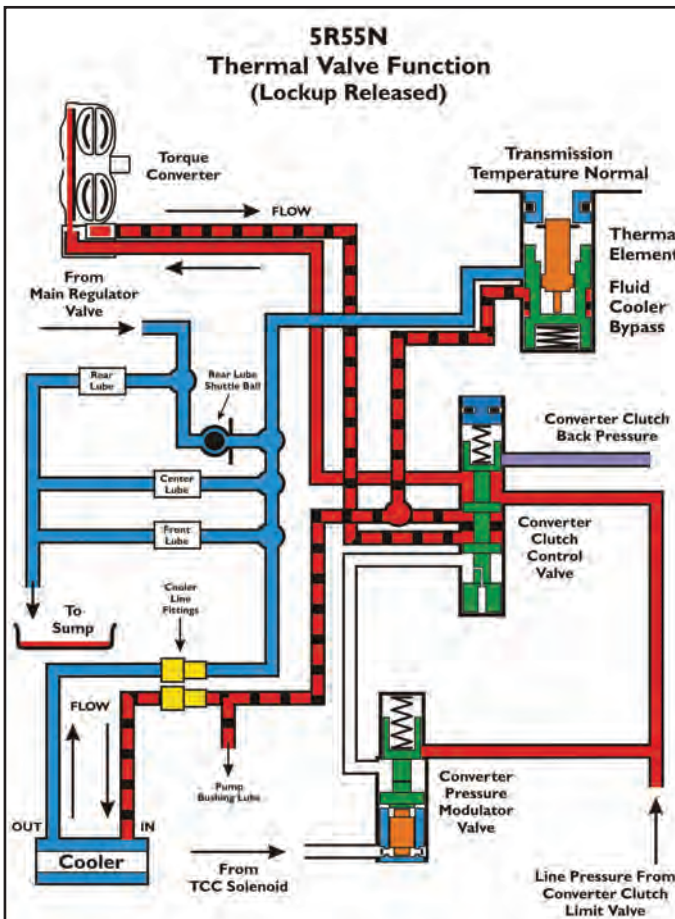 5R55N
Thermal Valve Function
(Lockup Released)
Torque
Converter
FLOW
Transmission
Temperature Normal
Thermal
Element
Fluid
Cooler
Bypass
From
Main Regulator
Valve
Rear Lube
Shuttle Ball
Rear
Lube
Converter Clutch
Back Pressure
Center
Lube
Front
Lube
Converter
Clutch
Control
Valve
Cooler
Line
Fittings
To
Sump
FLOW
Pump
Bushing Lube
Converter
Pressure
Modulator
Valve
OUT
IN
Cooler
From
TCC Solenoid
Line Pressure From
Converter Clutch
Limit Valve